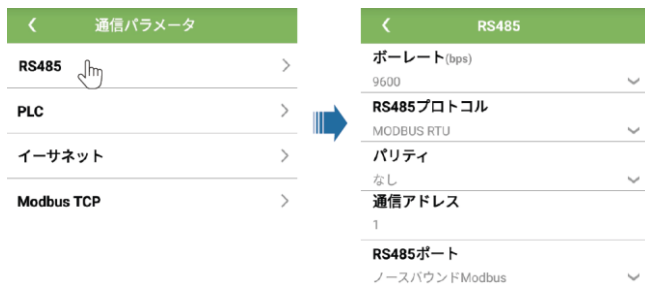 通信パラメータ
RS485
PLC
イーサネット
Modbus TCP
RS485
ボーレート(bps)
9600
RS485プロトコル
MODBUS RTU
パリティ
なし
通信アドレス
1
RS485ポート
ノースバウンドModbus